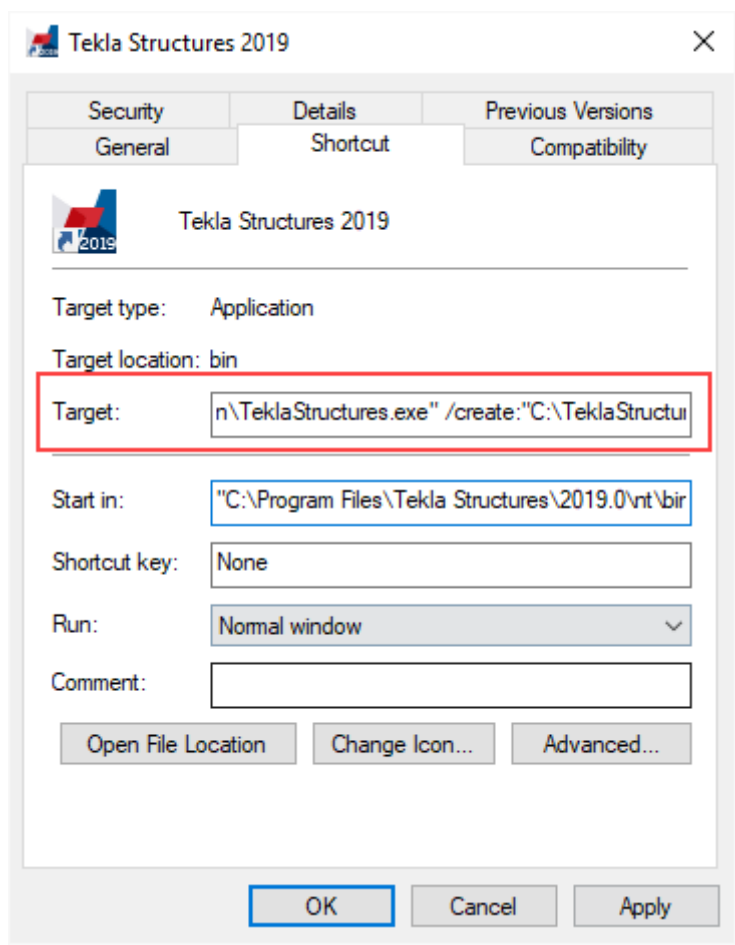 Tekla Structures 2019
Security Details Previous Versions
General Shortcut Compatibility
2019
Tekla Structures 2019
Target type: Application
Target location: bin
Target: n\TeklaStructures.exe" /create:"C:\TeklaStructur
Start in: "C:\Program Files\Tekla Structures\2019.0\nt\bin
Shortcut key: None
Run: Normal window
Comment:
Open File Location Change Icon... Advanced...
OK Cancel Apply